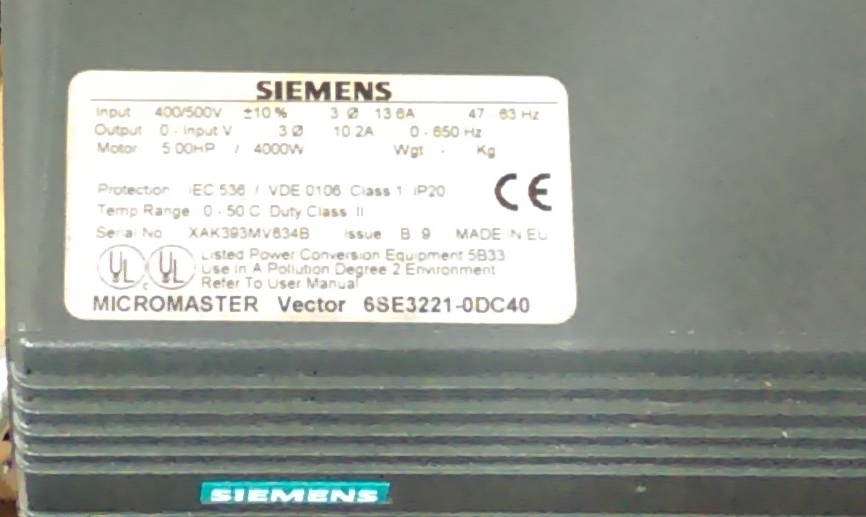 SIEMENS
Input 400/500V ±10% 3 Ø 13.6A 47 - 63 Hz
Output 0 - Input V 3 Ø 10.2A 0 - 650 Hz
Motor 5.00HP / 4000W Wgt - Kg
Protection IEC 536 / VDE 0106 Class 1 IP20
Temp Range 0 - 50 C Duty Class II
Serial No XAK393MV634B Issue B 9 MADE IN EU
CE
UL C UL
Listed Power Conversion Equipment 5B33
Use In A Pollution Degree 2 Environment
Refer To User Manual
MICROMASTER Vector 6SE3221-0DC40
SIEMENS